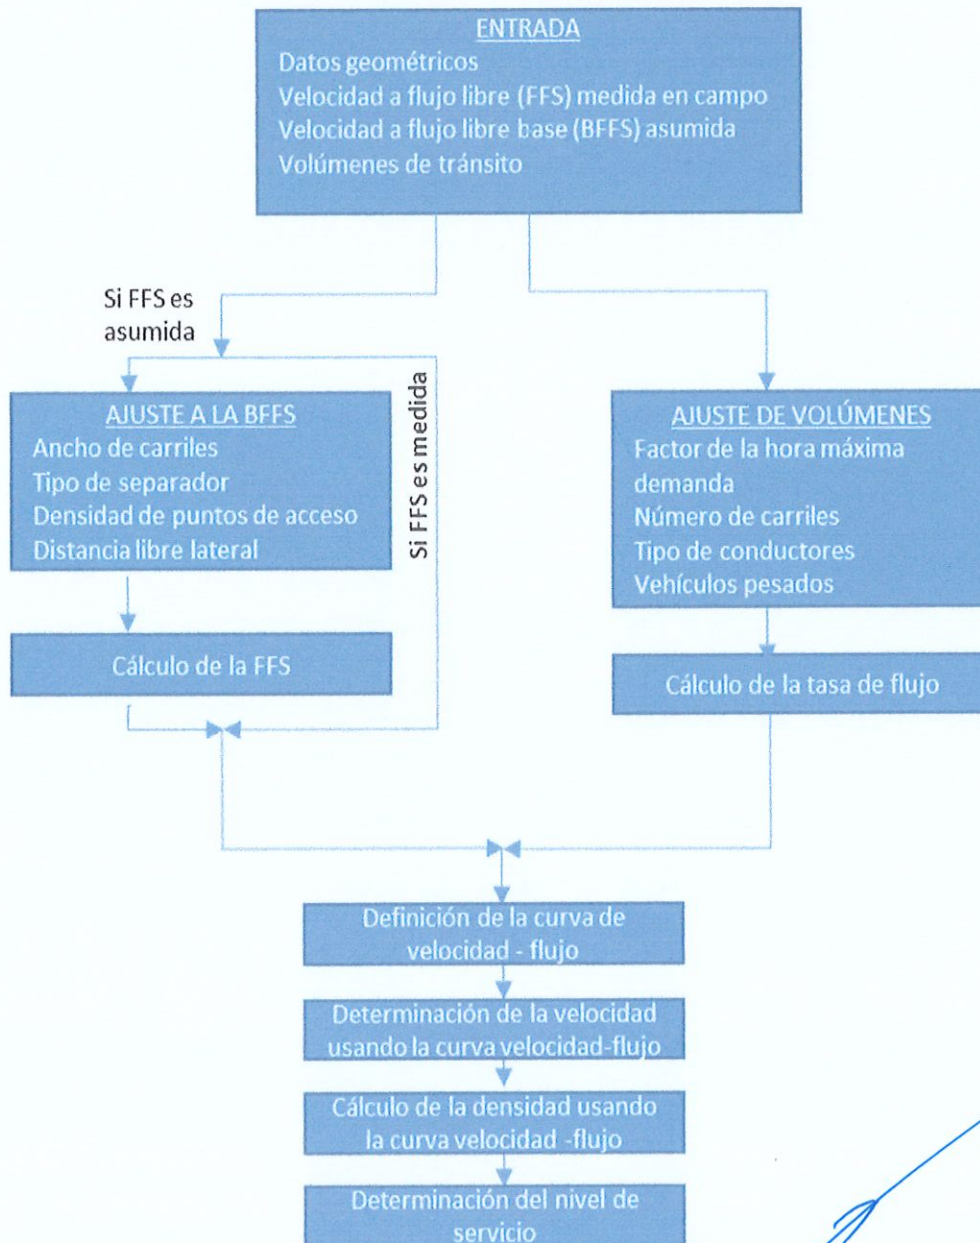 ENTRADA
Datos geométricos
Velocidad a flujo libre (FFS) medida en campo
Velocidad a flujo libre base (BFFS) asumida
Volúmenes de tránsito
Si FFS es
asumida
Si FFS es medida
AJUSTE A LA BFFS
Ancho de carriles
Tipo de separador
Densidad de puntos de acceso
Distancia libre lateral
Cálculo de la FFS
AJUSTE DE VOLÚMENES
Factor de la hora máxima
demanda
Número de carriles
Tipo de conductores
Vehículos pesados
Cálculo de la tasa de flujo
Definición de la curva de
velocidad - flujo
Determinación de la velocidad
usando la curva velocidad-flujo
Cálculo de la densidad usando
la curva velocidad -flujo
Determinación del nivel de
servicio